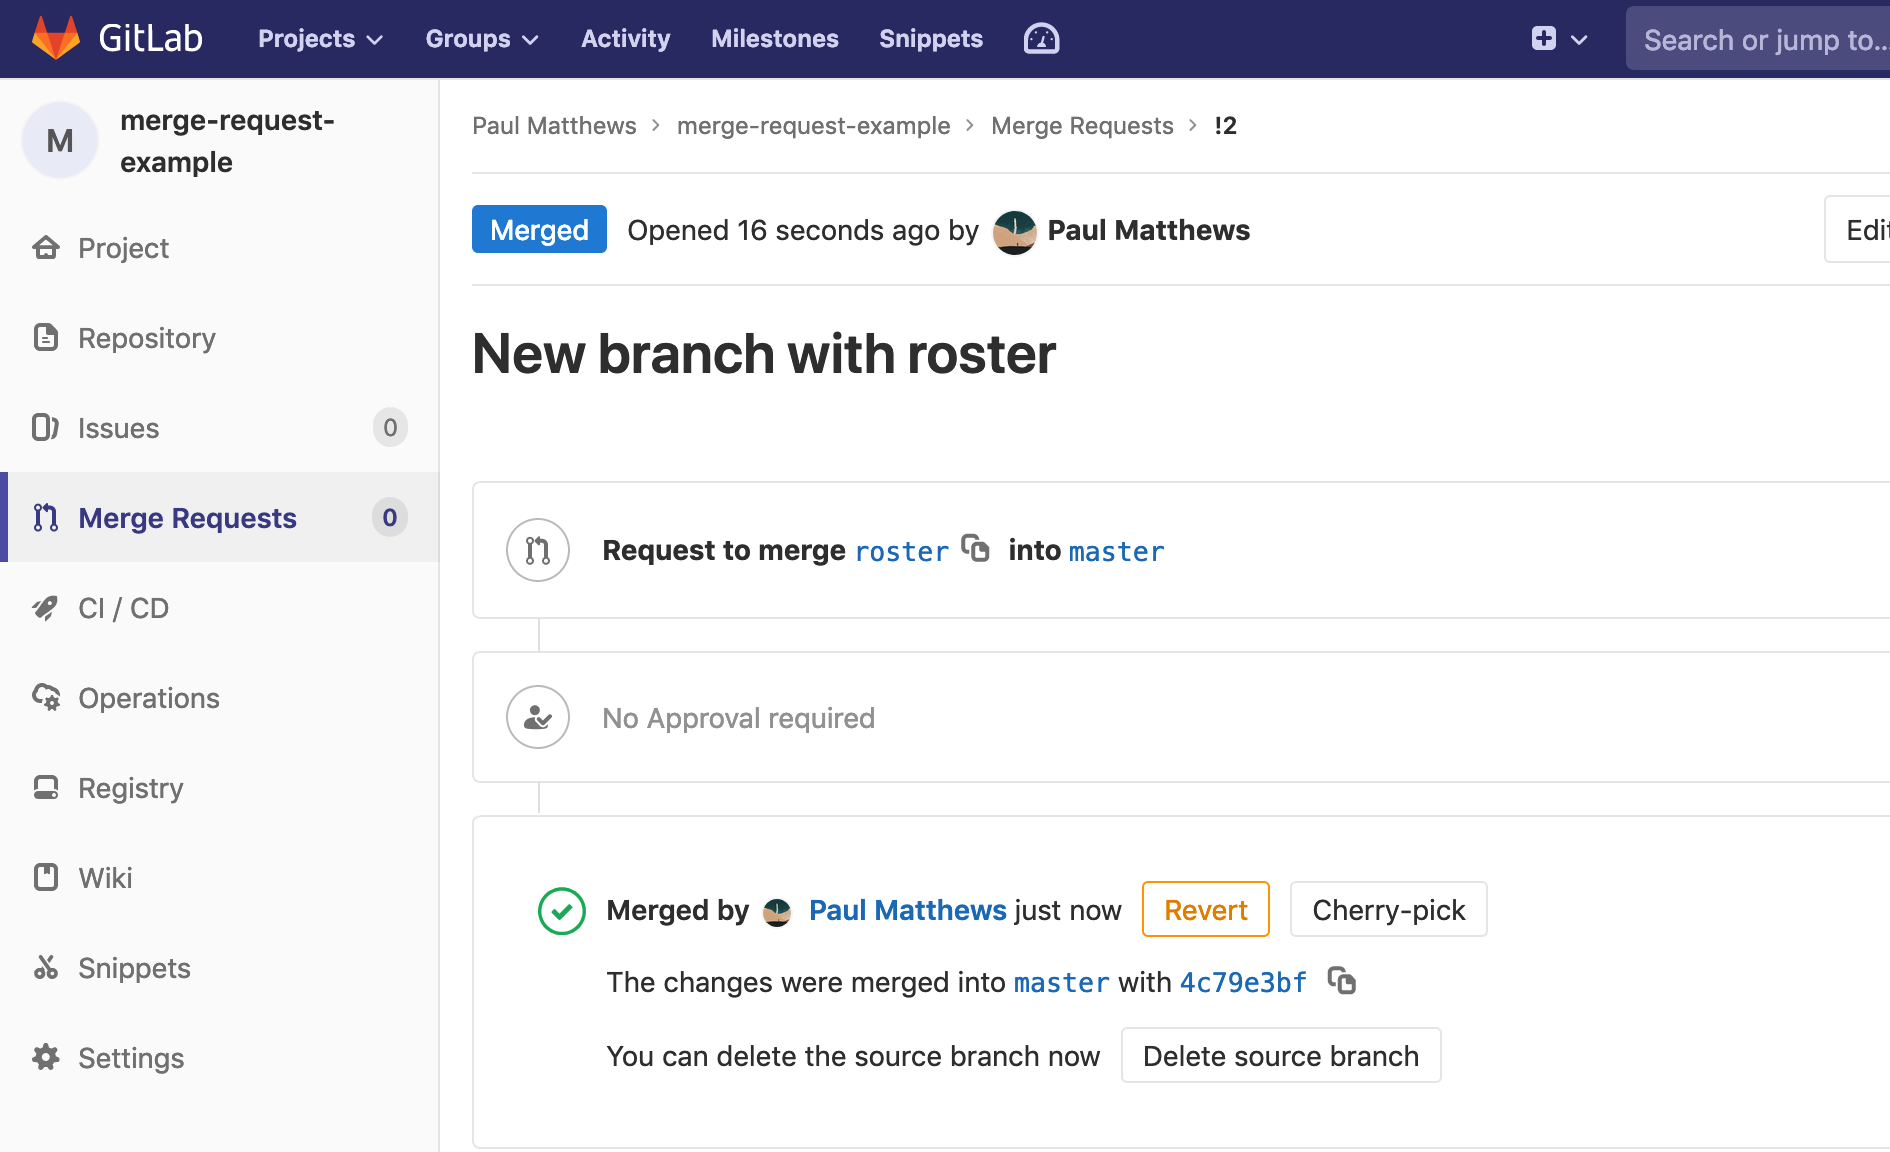 GitLab Projects Groups Activity Milestones Snippets Search or jump to...
M merge-request-
example
Project
Repository
Issues 0
Merge Requests 0
CI / CD
Operations
Registry
Wiki
Snippets
Settings
Paul Matthews > merge-request-example > Merge Requests > !2
Merged Opened 16 seconds ago by Paul Matthews Edit
New branch with roster
Request to merge roster into master
No Approval required
Merged by Paul Matthews just now Revert Cherry-pick
The changes were merged into master with 4c79e3bf
You can delete the source branch now Delete source branch